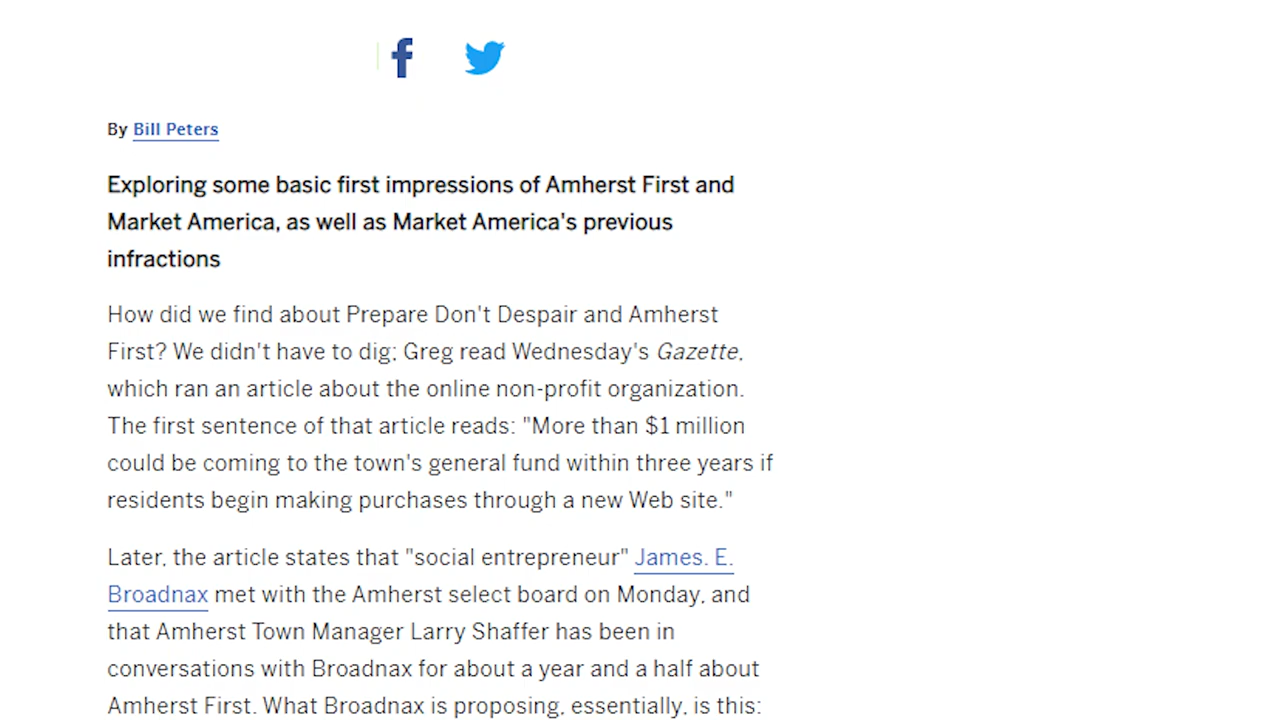 By Bill Peters
Exploring some basic first impressions of Amherst First and
Market America, as well as Market America's previous
infractions
How did we find about Prepare Don't Despair and Amherst
First? We didn't have to dig; Greg read Wednesday's Gazette,
which ran an article about the online non-profit organization.
The first sentence of that article reads: "More than $1 million
could be coming to the town's general fund within three years if
residents begin making purchases through a new Web site."
Later, the article states that "social entrepreneur" James. E.
Broadnax met with the Amherst select board on Monday, and
that Amherst Town Manager Larry Shaffer has been in
conversations with Broadnax for about a year and a half about
Amherst First. What Broadnax is proposing, essentially, is this: